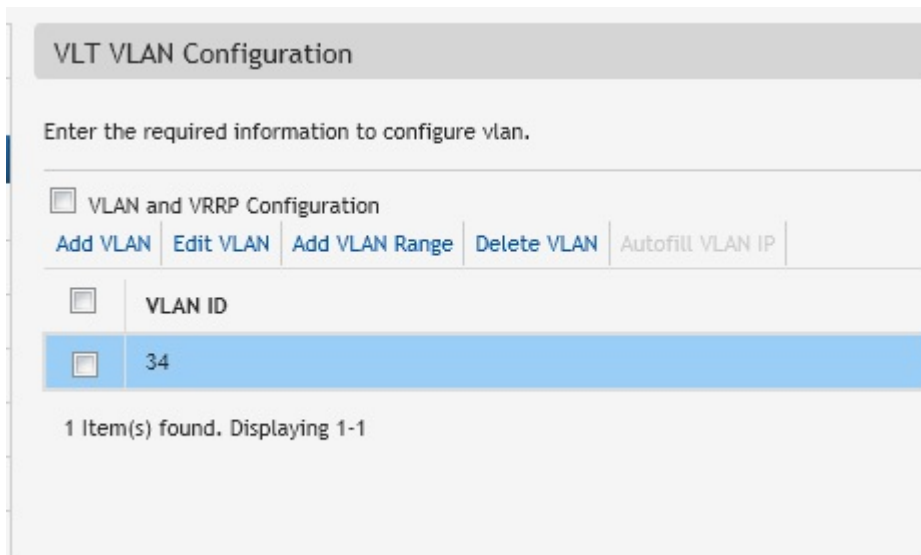 VLT VLAN Configuration
Enter the required information to configure vlan.
VLAN and VRRP Configuration
Add VLAN Edit VLAN Add VLAN Range Delete VLAN Autofill VLAN IP
VLAN ID
34
1 Item(s) found. Displaying 1-1